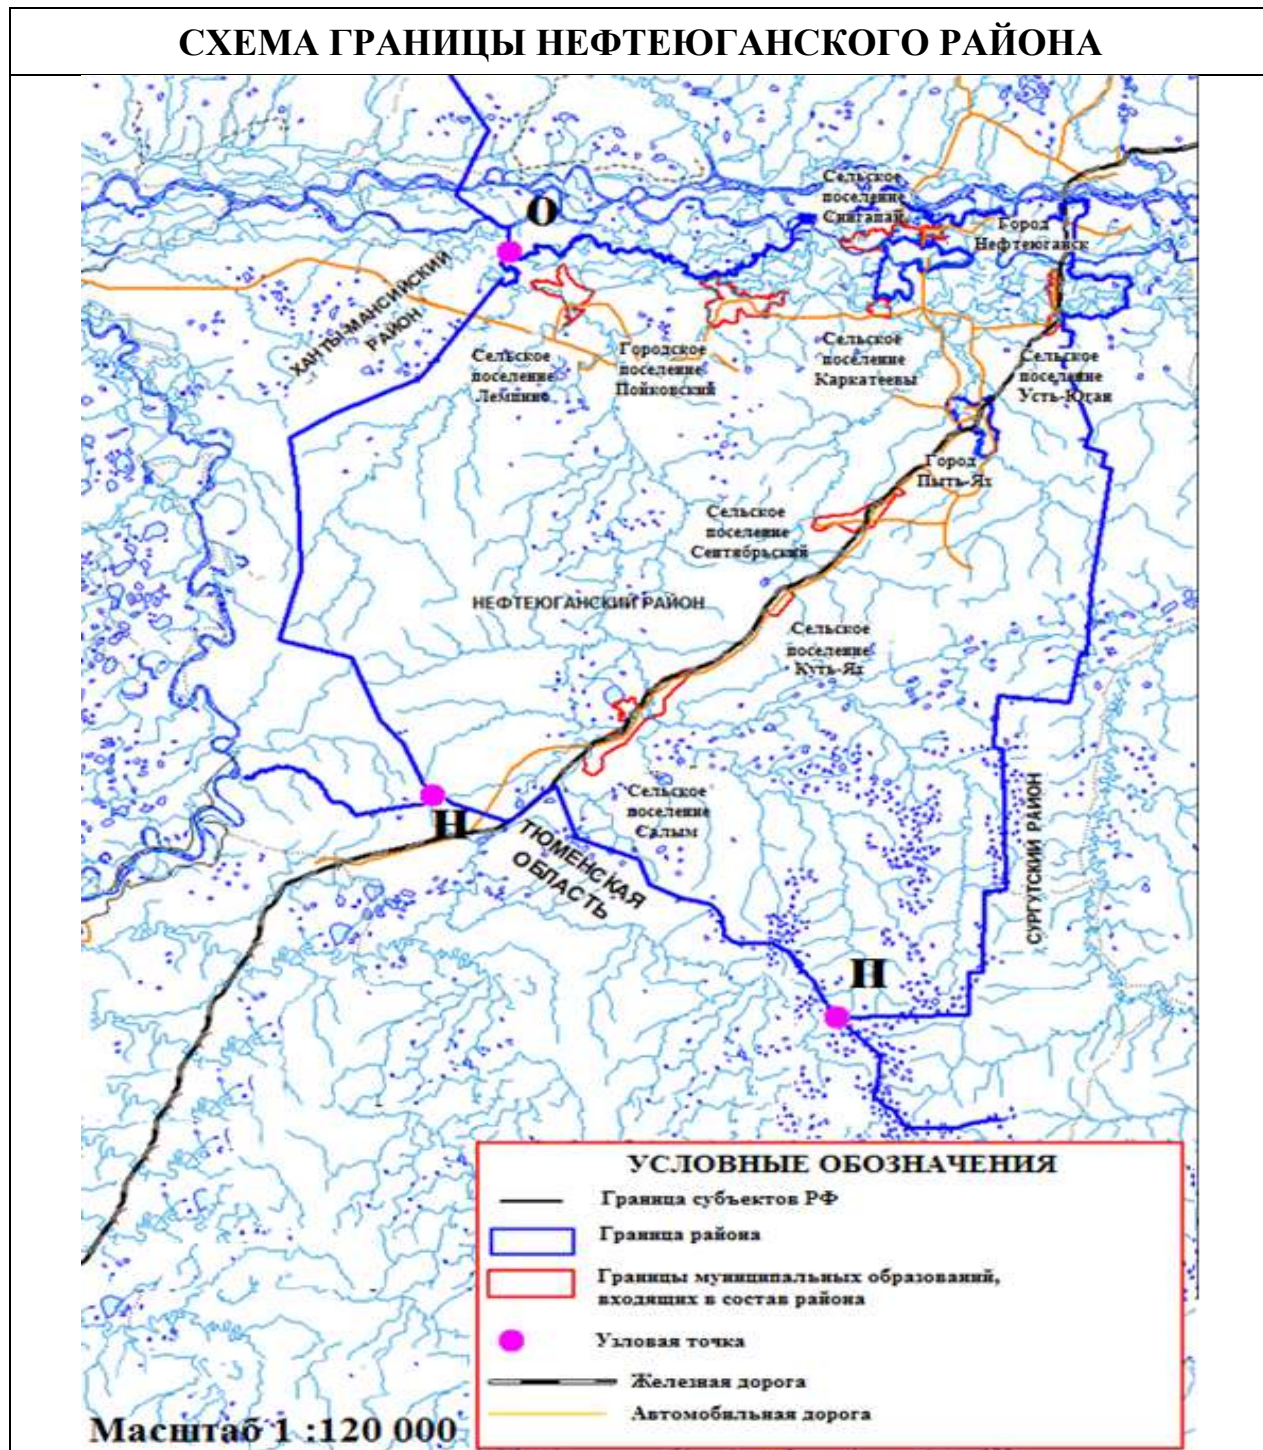 СХЕМА ГРАНИЦЫ НЕФТЕЮГАНСКОГО РАЙОНА
Сельское
поселение
Сингапай
О
Город
Нефтеюганск
ХАНТЫ-МАНСИЙСКИЙ
РАЙОН
Сельское
поселение
Лемпино
Городское
поселение
Пойковский
Сельское
поселение
Каркатеевы
Сельское
поселение
Усть-Юган
Город
Пыть-Ях
Сельское
поселение
Сентябрьский
НЕФТЕЮГАНСКИЙ РАЙОН
Сельское
поселение
Куть-Ях
Сельское
поселение
Салым
Н
ТЮМЕНСКАЯ
ОБЛАСТЬ
СУРГУТСКИЙ РАЙОН
П
УСЛОВНЫЕ ОБОЗНАЧЕНИЯ
Граница субъектов РФ
Граница района
Границы муниципальных образований,
входящих в состав района
Узловая точка
Железная дорога
Автомобильная дорога
Масштаб 1 :120 000